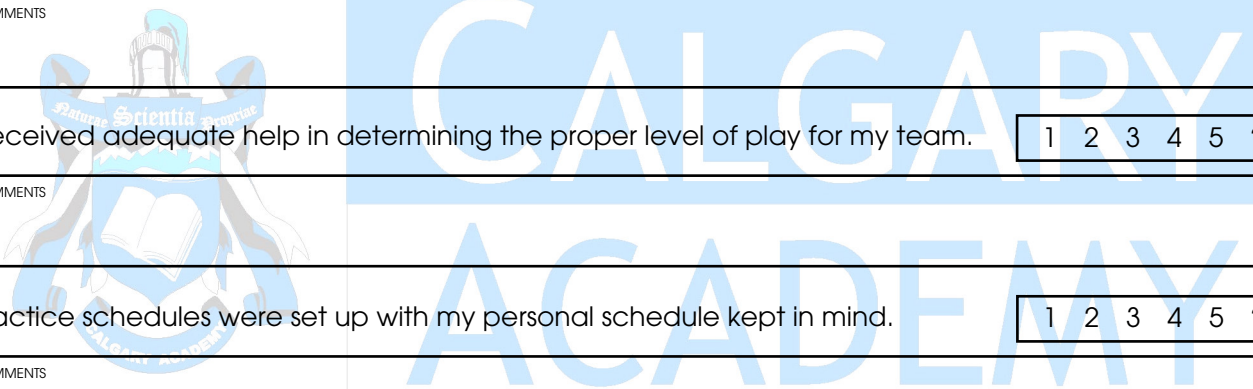 MMENTS
CALGARY
Naturae Scientia Propriae
eceived adequate help in determining the proper level of play for my team. 1 2 3 4 5
MMENTS
ACADEMY
actice schedules were set up with my personal schedule kept in mind. 1 2 3 4 5
CALGARY ACADEMY
MMENTS